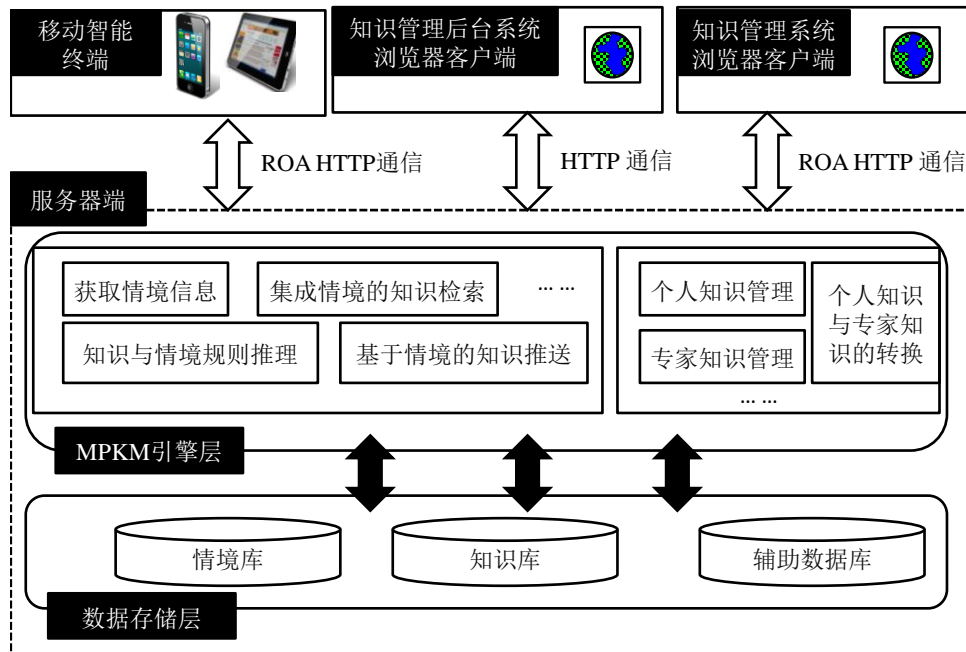 移动智能
终端
知识管理后台系统
浏览器客户端
知识管理系统
浏览器客户端
ROA HTTP通信
HTTP 通信
ROA HTTP 通信
服务器端
获取情境信息
集成情境的知识检索
... ...
知识与情境规则推理
基于情境的知识推送
个人知识管理
专家知识管理
个人知识
与专家知
识的转换
... ...
MPKM引擎层
情境库
知识库
辅助数据库
数据存储层